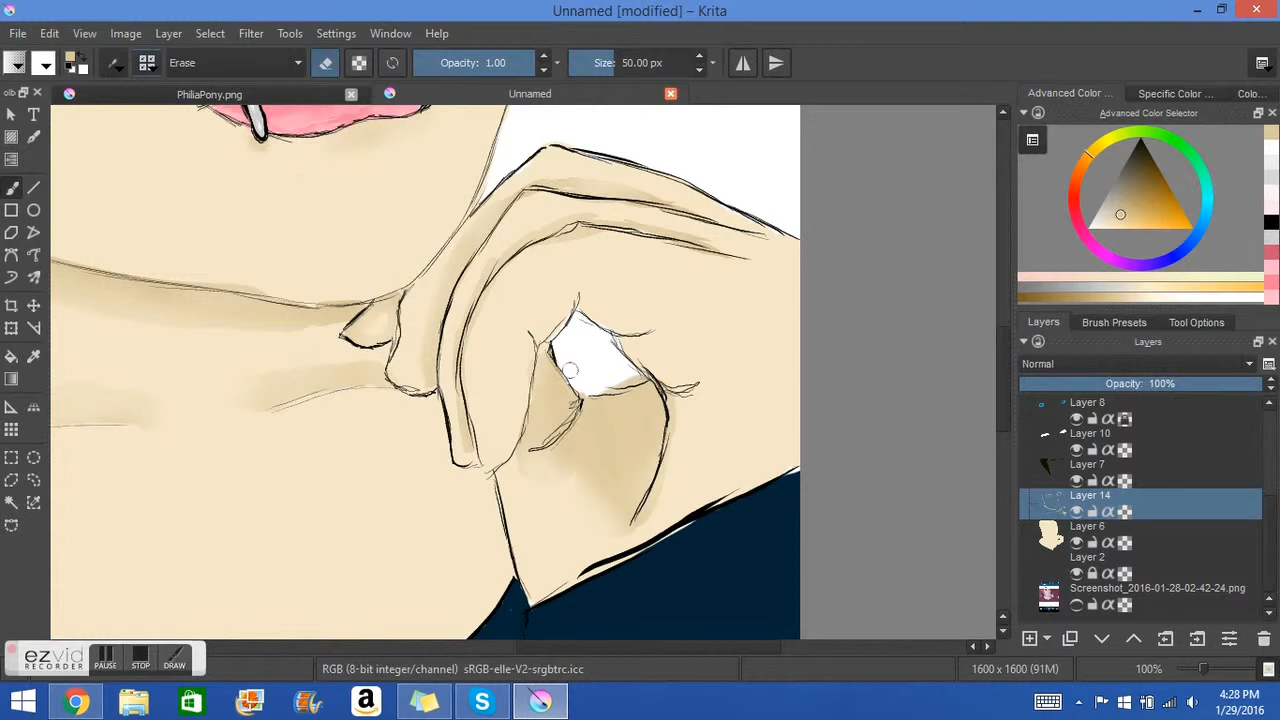 Unnamed [modified] – Krita
File Edit View Image Layer Select Filter Tools Settings Window Help
Erase Opacity: 1.00 Size: 50.00 px
PhiliaPony.png Unnamed
Advanced Color ... Specific Color ... Colo...
Advanced Color Selector
Layers Brush Presets Tool Options
Layers
Normal
Opacity: 100%
Layer 8
Layer 10
Layer 7
Layer 14
Layer 6
Layer 2
Screenshot_2016-01-28-02-42-24.png
ezvid
RECORDER
PAUSE STOP DRAW
RGB (8-bit integer/channel) sRGB-elle-V2-srgbtrc.icc 1600 x 1600 (91M) 100%
4:28 PM
1/29/2016